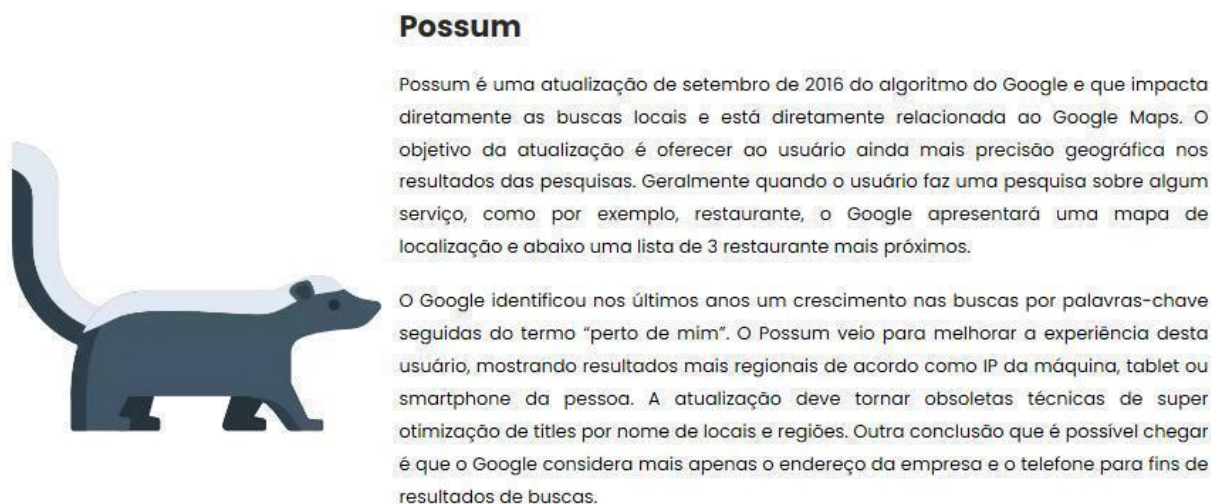 Possum
Possum é uma atualização de setembro de 2016 do algoritmo do Google e que impacta
diretamente as buscas locais e está diretamente relacionada ao Google Maps. O
objetivo da atualização é oferecer ao usuário ainda mais precisão geográfica nos
resultados das pesquisas. Geralmente quando o usuário faz uma pesquisa sobre algum
serviço, como por exemplo, restaurante, o Google apresentará uma mapa de
localização e abaixo uma lista de 3 restaurante mais próximos.
O Google identificou nos últimos anos um crescimento nas buscas por palavras-chave
seguidas do termo “perto de mim”. O Possum veio para melhorar a experiência desta
usuário, mostrando resultados mais regionais de acordo como IP da máquina, tablet ou
smartphone da pessoa. A atualização deve tornar obsoletas técnicas de super
otimização de titles por nome de locais e regiões. Outra conclusão que é possível chegar
é que o Google considera mais apenas o endereço da empresa e o telefone para fins de
resultados de buscas.